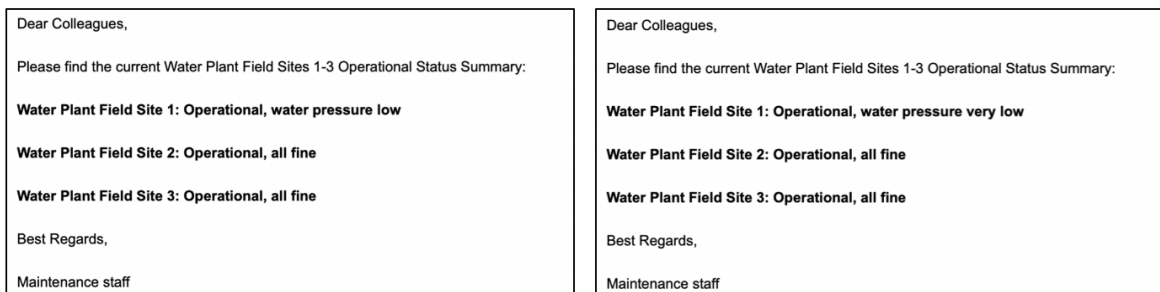 Dear Colleagues,
Please find the current Water Plant Field Sites 1-3 Operational Status Summary:
Water Plant Field Site 1: Operational, water pressure low
Water Plant Field Site 2: Operational, all fine
Water Plant Field Site 3: Operational, all fine
Best Regards,
Maintenance staff
Dear Colleagues,
Please find the current Water Plant Field Sites 1-3 Operational Status Summary:
Water Plant Field Site 1: Operational, water pressure very low
Water Plant Field Site 2: Operational, all fine
Water Plant Field Site 3: Operational, all fine
Best Regards,
Maintenance staff